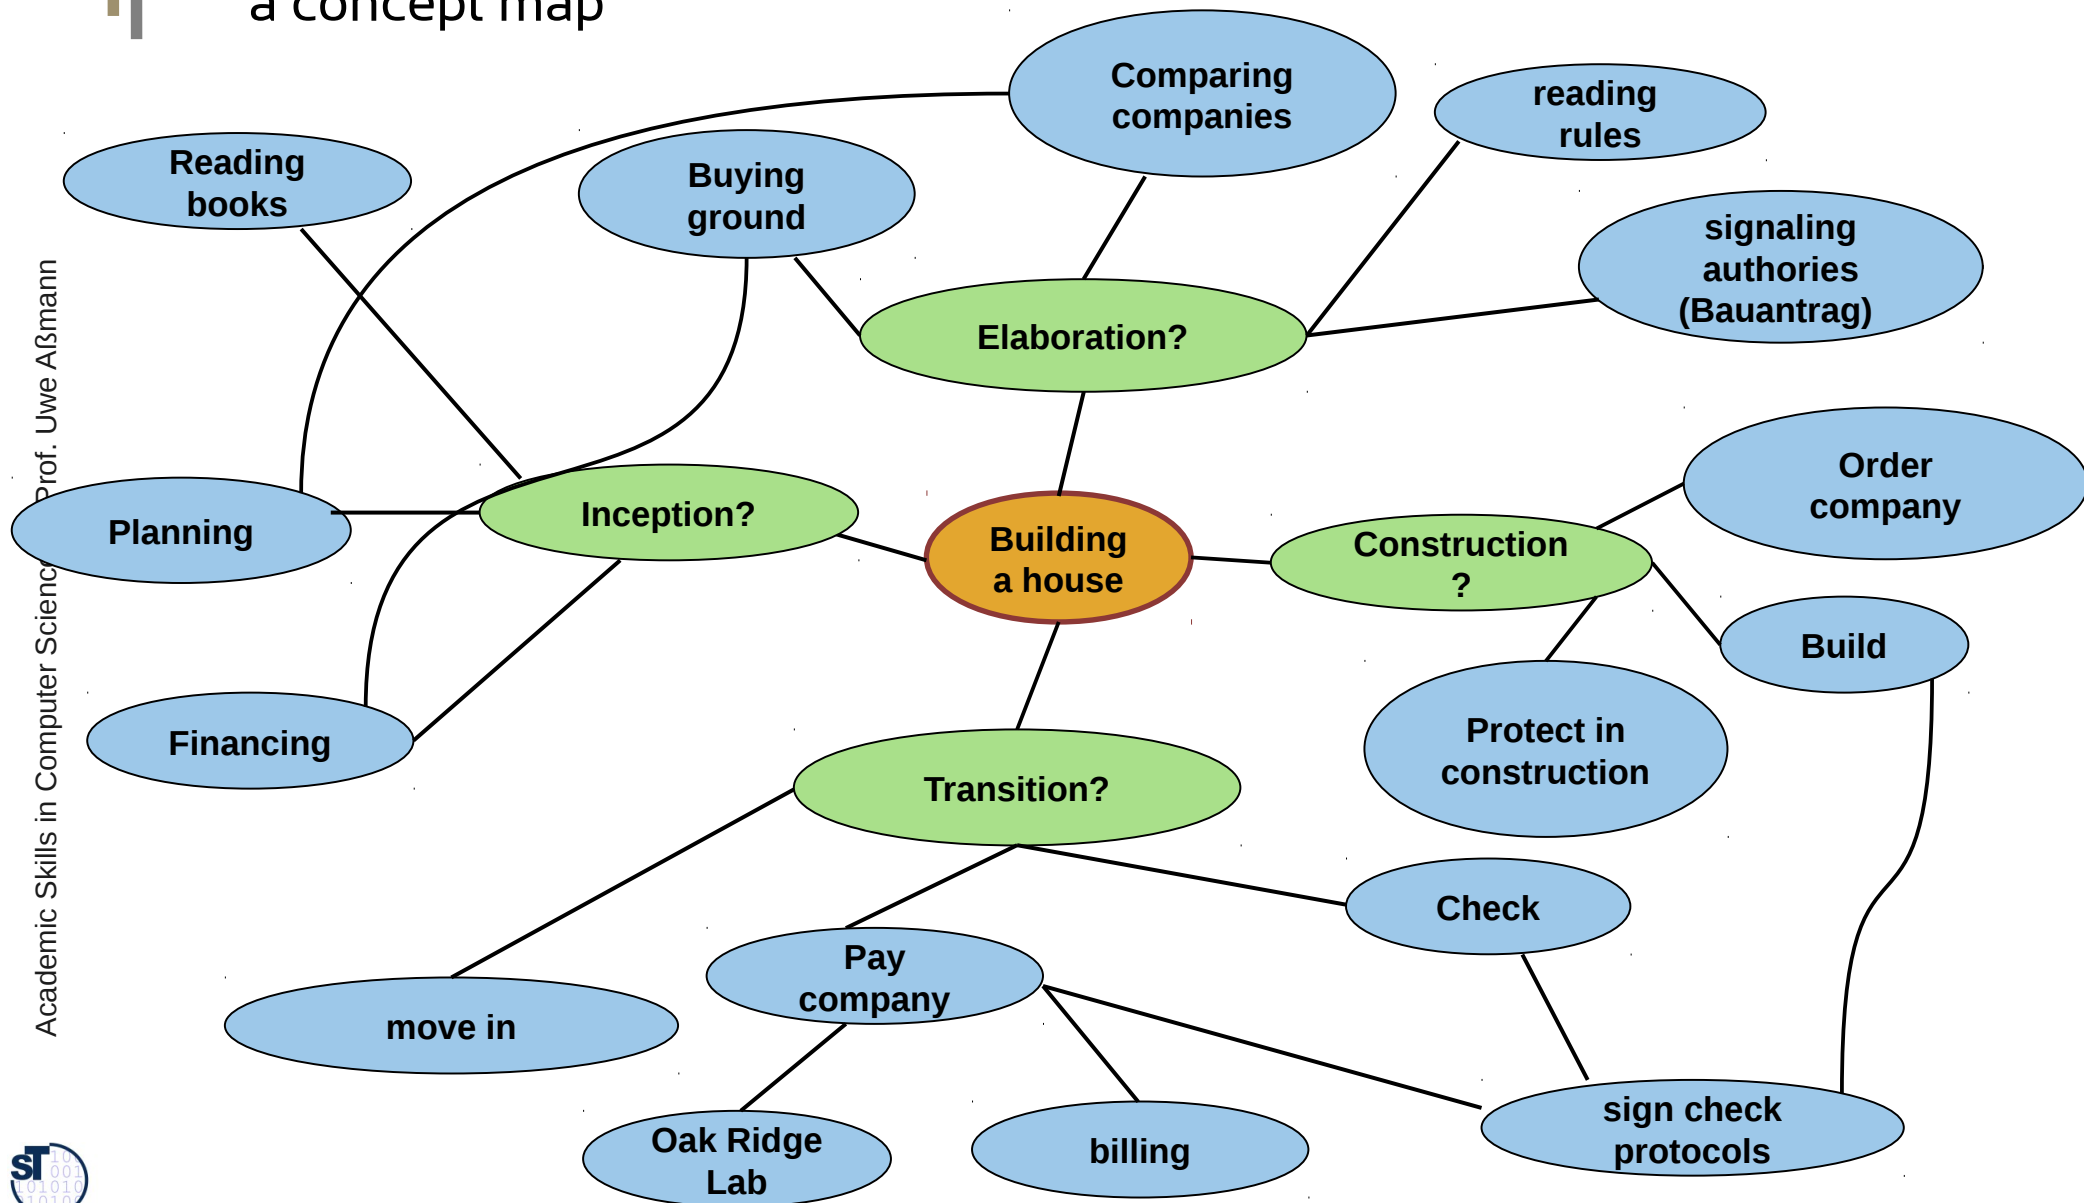 a concept map
Comparing
companies
reading
rules
Reading
books
Buying
ground
signaling
authories
(Bauantrag)
Elaboration?
Order
company
Planning
Inception?
Building
a house
Construction
?
Build
Financing
Protect in
construction
Transition?
Check
Pay
company
move in
sign check
protocols
Oak Ridge
Lab
billing
Academic Skills in Computer Science Prof. Uwe Aßmann
ST